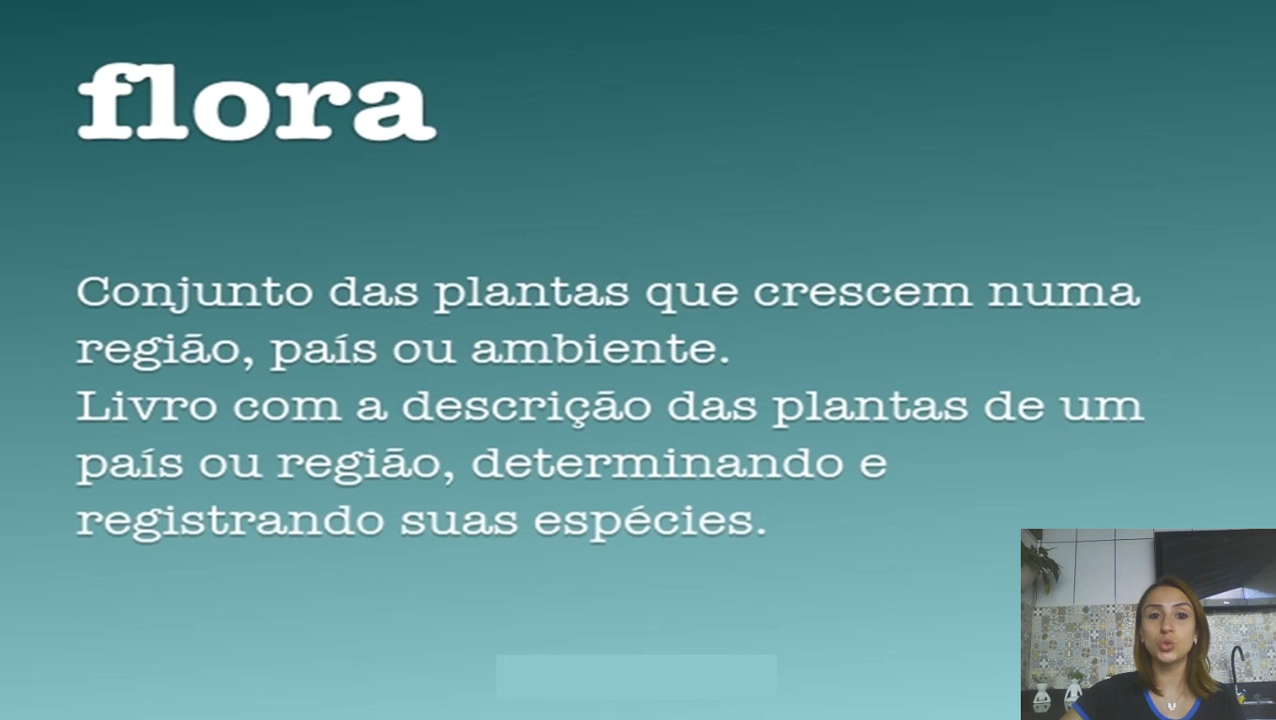 flora
Conjunto das plantas que crescem numa
região, país ou ambiente.
Livro com a descrição das plantas de um
país ou região, determinando e
registrando suas espécies.